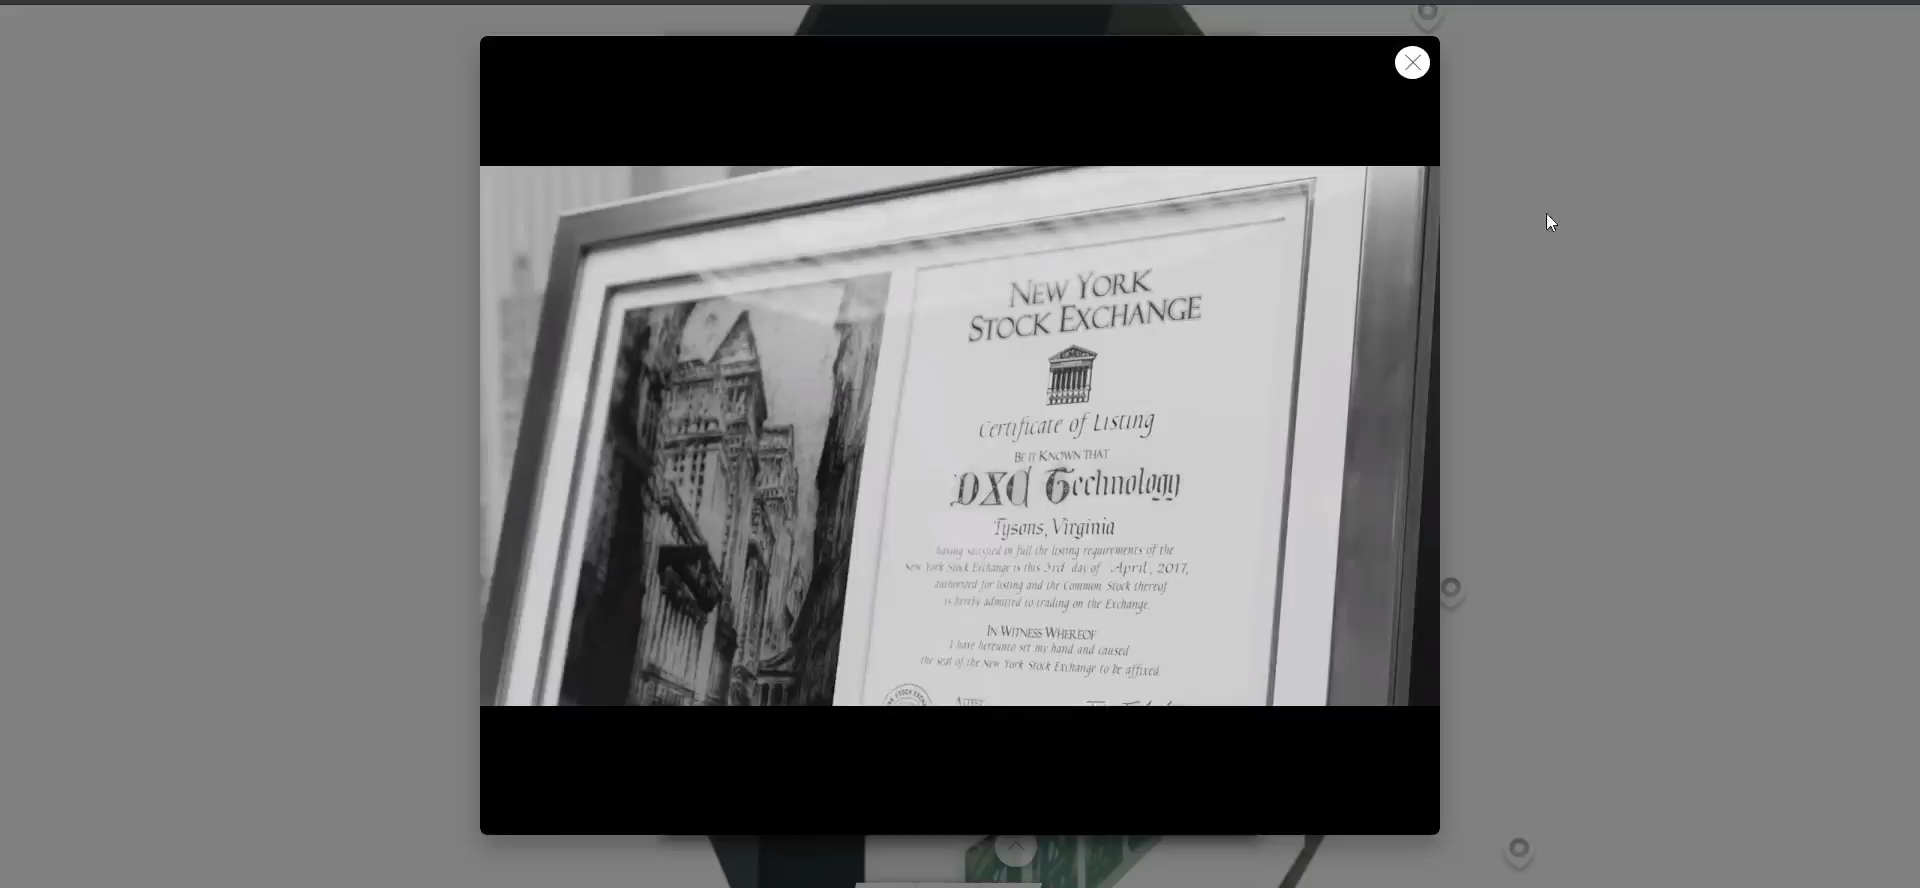 NEW YORK
STOCK EXCHANGE
Certificate of Listing
BE IT KNOWN THAT
DXC Technology
Tysons, Virginia
having satisfied in full the listing requirements of the
New York Stock Exchange is this 3rd day of April, 2017,
authorized for listing and the Common Stock thereof
is hereby admitted to trading on the Exchange.
IN WITNESS WHEREOF
I have hereunto set my hand and caused
the seal of the New York Stock Exchange to be affixed.
STOCK
ATTEST